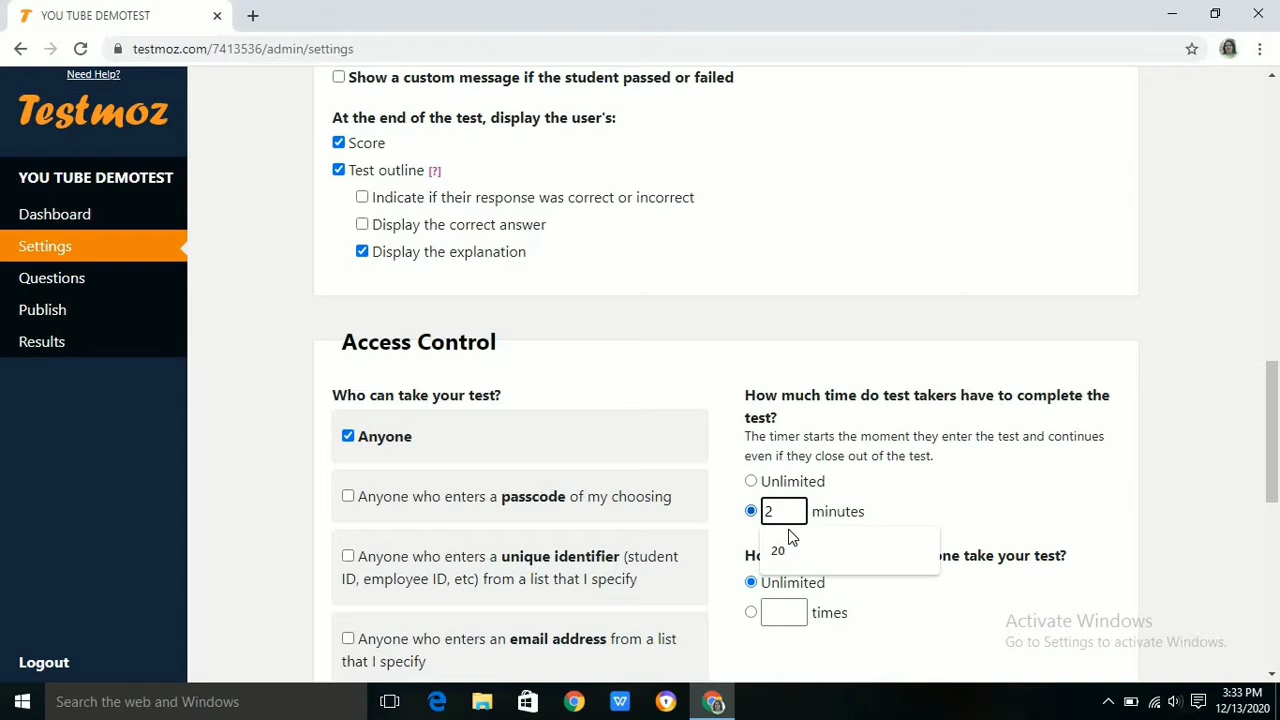 YOU TUBE DEMOTEST
testmoz.com/7413536/admin/settings
Need Help?
Testmoz
YOU TUBE DEMOTEST
Dashboard
Settings
Questions
Publish
Results
Logout
Show a custom message if the student passed or failed
At the end of the test, display the user's:
Score
Test outline [?]
Indicate if their response was correct or incorrect
Display the correct answer
Display the explanation
Access Control
Who can take your test?
Anyone
Anyone who enters a passcode of my choosing
Anyone who enters a unique identifier (student
ID, employee ID, etc) from a list that I specify
Anyone who enters an email address from a list
that I specify
How much time do test takers have to complete the
test?
The timer starts the moment they enter the test and continues
even if they close out of the test.
Unlimited
2 minutes
20
take your test?
Unlimited
times
Activate Windows
Go to Settings to activate Windows.
Search the web and Windows
3:33 PM
12/13/2020